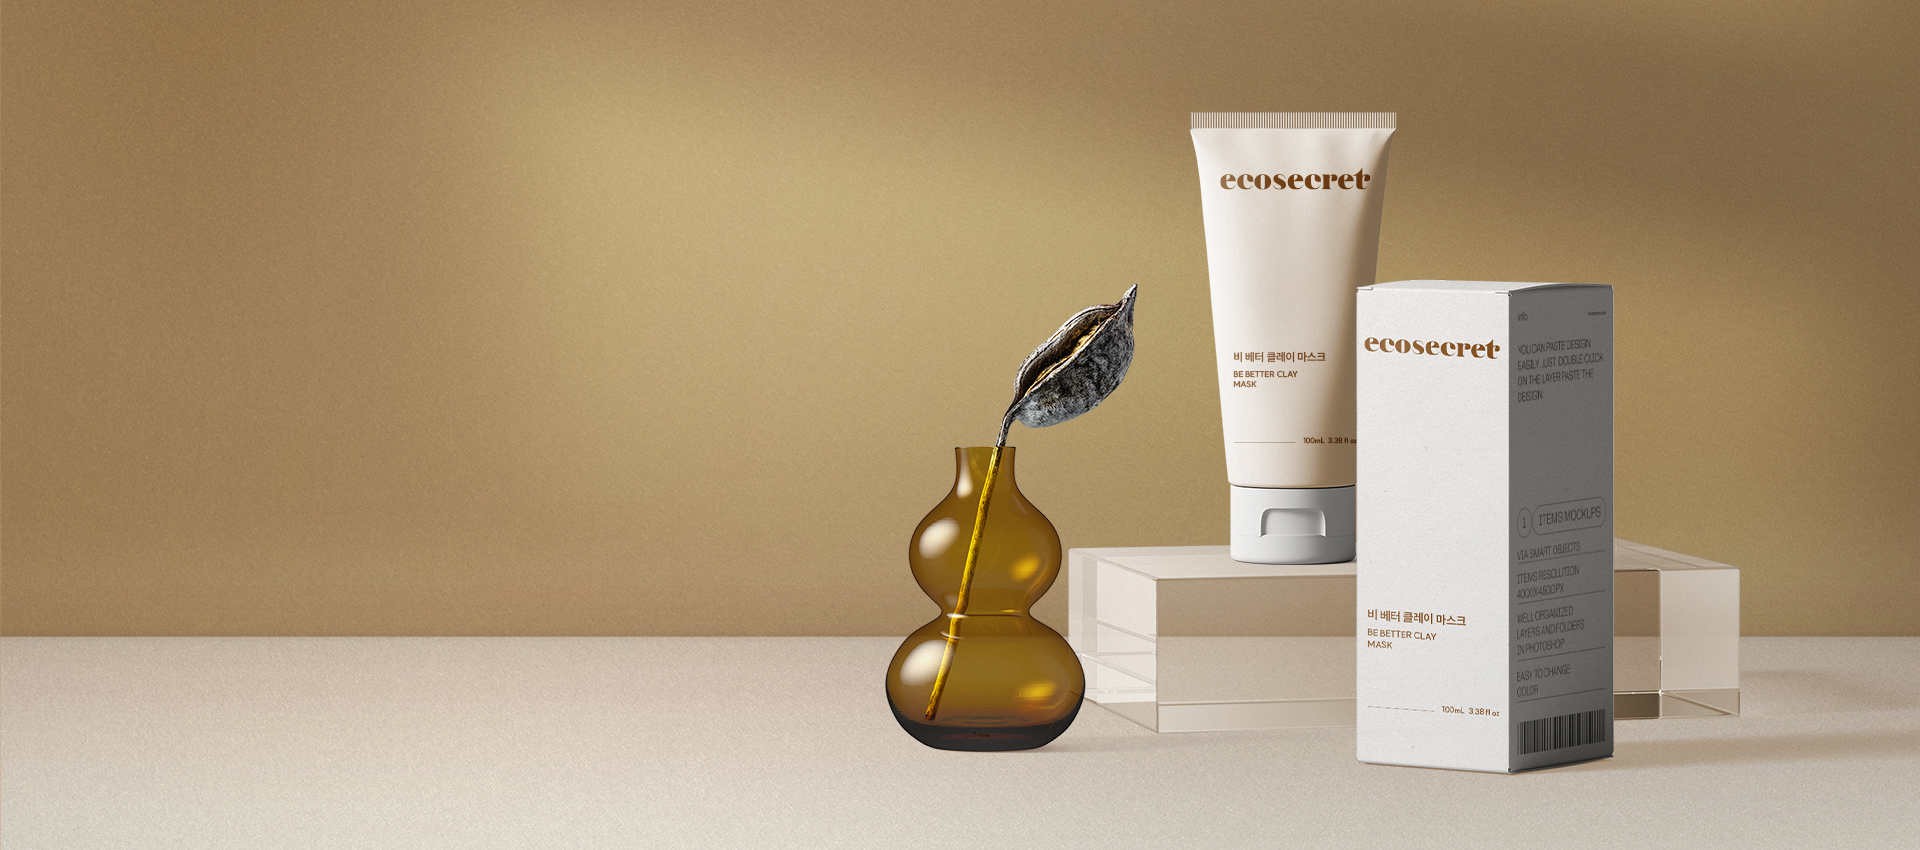 ecosecret
비 베터 클레이 마스크
BE BETTER CLAY
MASK
100mL 3.38 fl oz
ecosecret
비 베터 클레이 마스크
BE BETTER CLAY
MASK
100mL 3.38 fl oz
info
YOU CAN PASTE DESIGN
EASILY JUST DOUBLE CLICK
ON THE LAYER PASTE THE
DESIGN
1 ITEMS MOCKUPS
VIA SMART OBJECTS
ITEMS RESOLUTION
4000X4500PX
WELL ORGANIZED
LAYERS AND FOLDERS
IN PHOTOSHOP
EASY TO CHANGE
COLOR